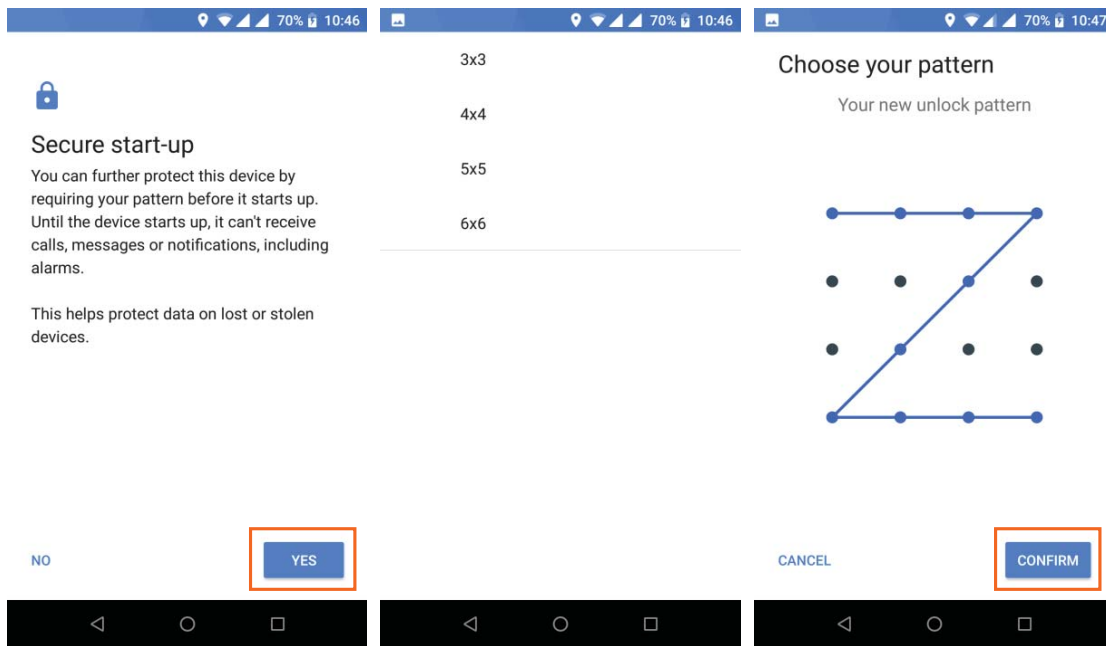 70% 10:46
Secure start-up
You can further protect this device by
requiring your pattern before it starts up.
Until the device starts up, it can't receive
calls, messages or notifications, including
alarms.
This helps protect data on lost or stolen
devices.
NO
YES
70% 10:46
3x3
4x4
5x5
6x6
70% 10:47
Choose your pattern
Your new unlock pattern
CANCEL
CONFIRM